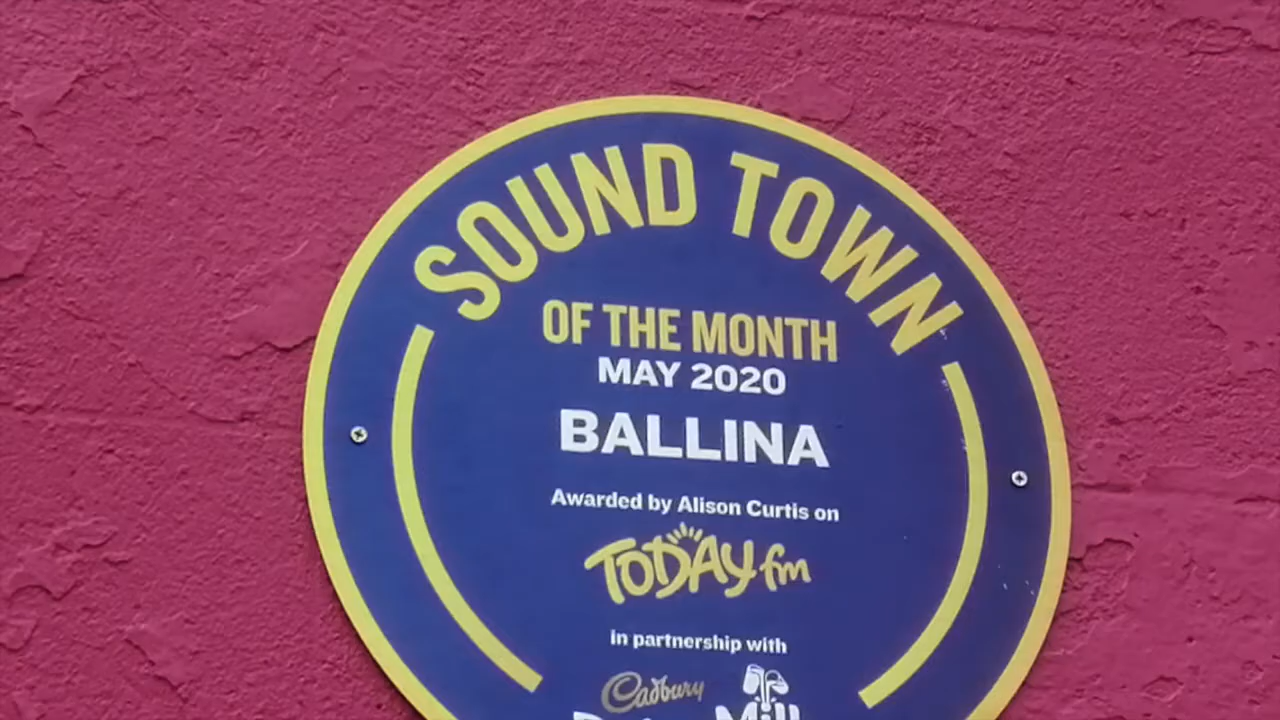 SOUND TOWN
OF THE MONTH
MAY 2020
BALLINA
Awarded by Alison Curtis on
TODAY fm
in partnership with
Cadbury